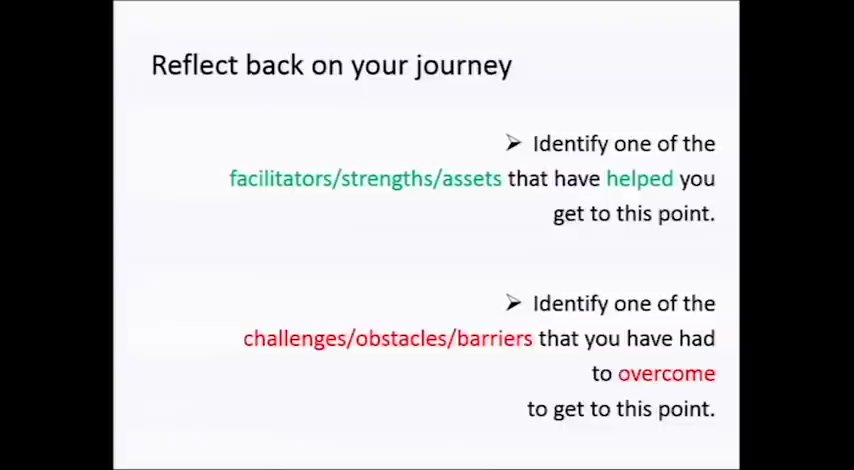 Reflect back on your journey
➢ Identify one of the
facilitators/strengths/assets that have helped you
get to this point.
➢ Identify one of the
challenges/obstacles/barriers that you have had
to overcome
to get to this point.